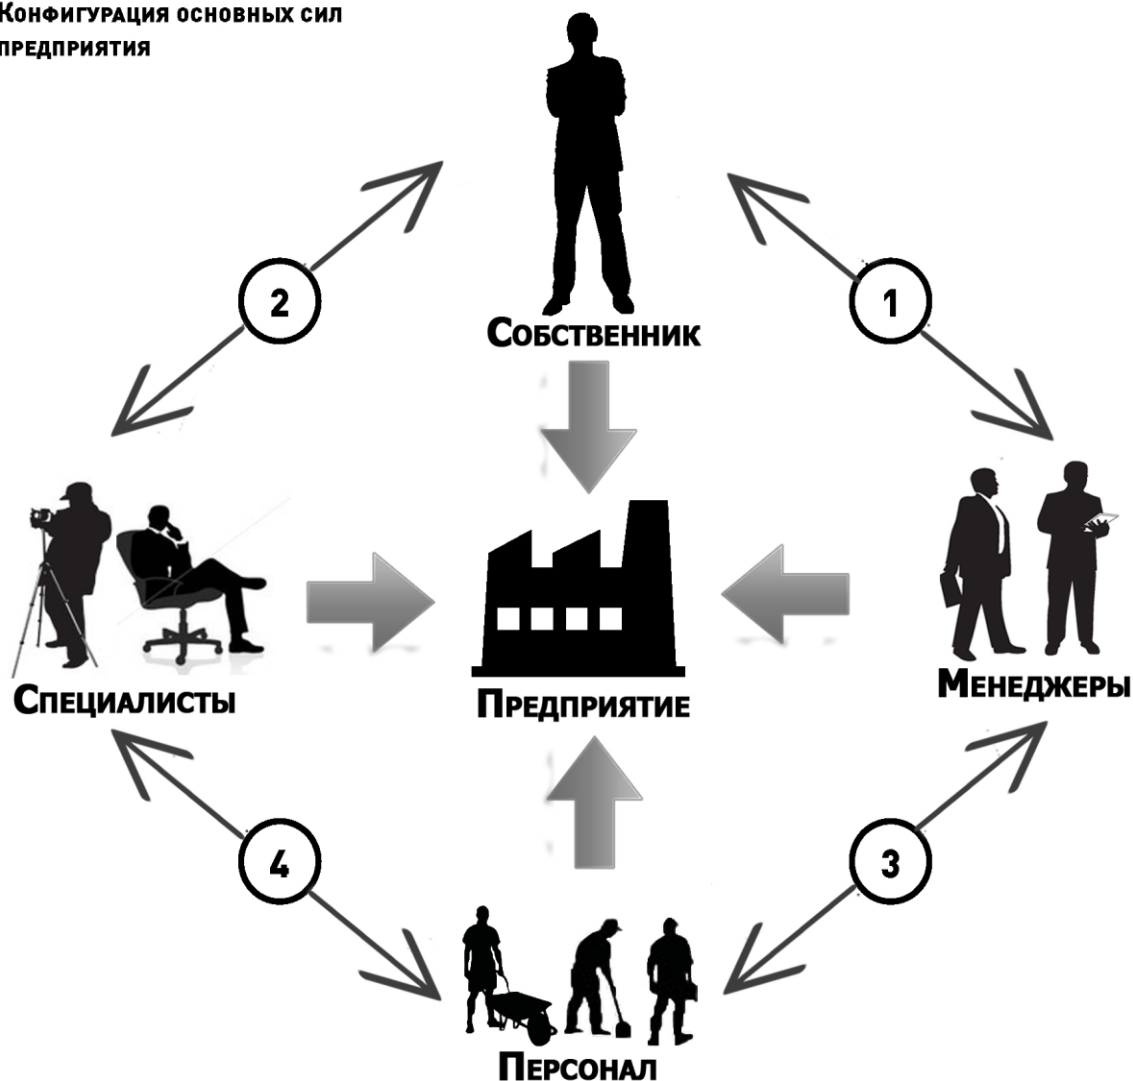 Конфигурация основных сил
предприятия
2
1
Собственник
Специалисты
Предприятие
Менеджеры
4
3
Персонал